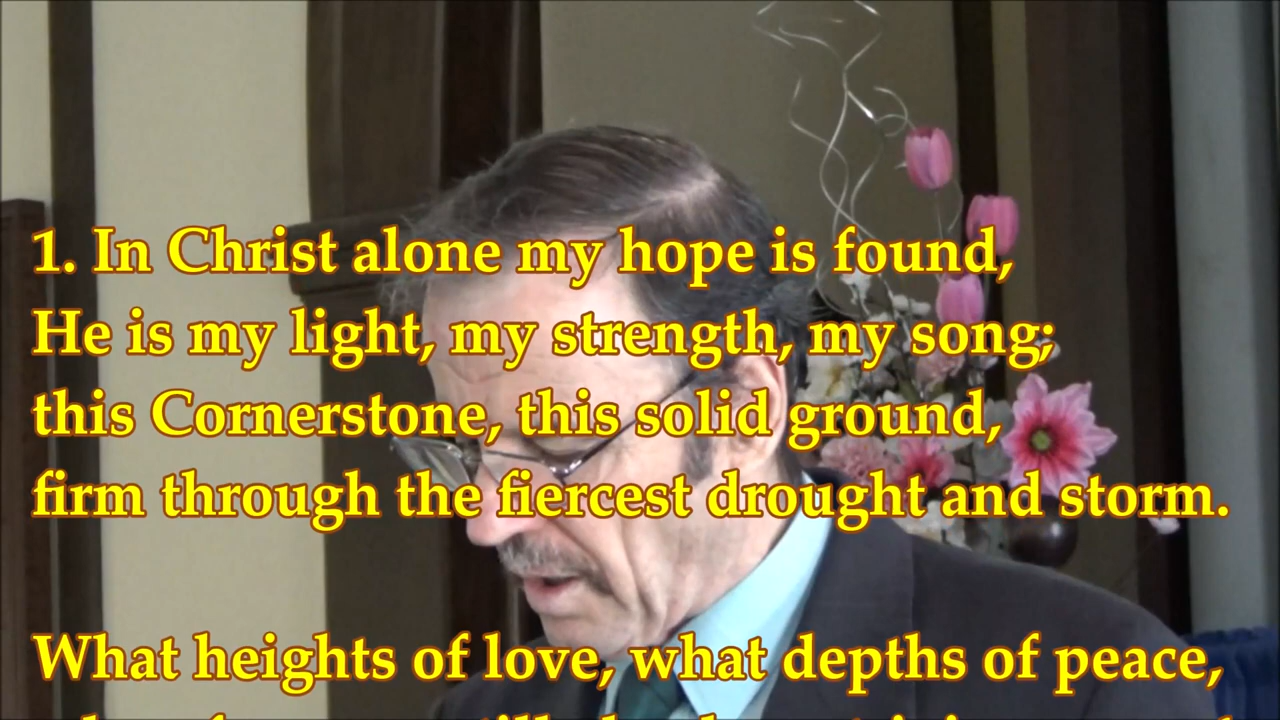 1. In Christ alone my hope is found,
He is my light, my strength, my song;
this Cornerstone, this solid ground,
firm through the fiercest drought and storm.
What heights of love, what depths of peace,